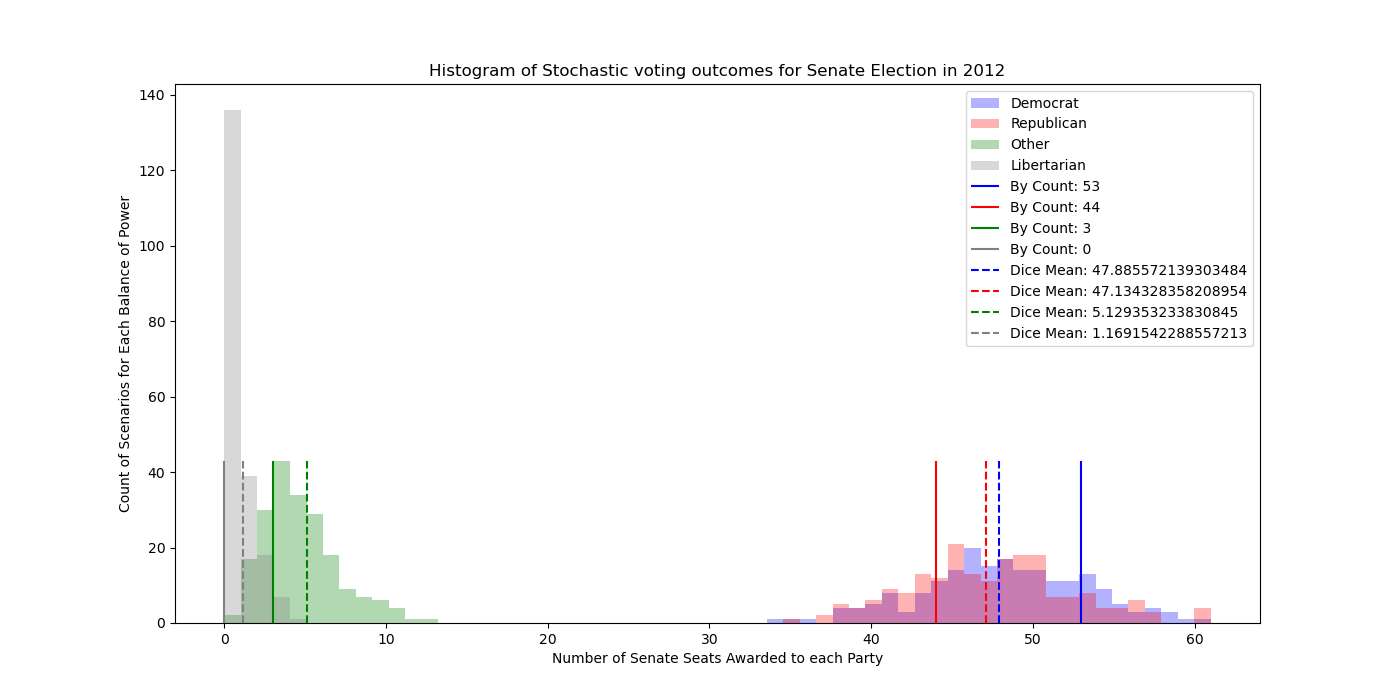 Histogram of Stochastic voting outcomes for Senate Election in 2012
Count of Scenarios for Each Balance of Power
140
120
100
80
60
40
20
0
Democrat
Republican
Other
Libertarian
By Count: 53
By Count: 44
By Count: 3
By Count: 0
Dice Mean: 47.885572139303484
Dice Mean: 47.134328358208954
Dice Mean: 5.129353233830845
Dice Mean: 1.1691542288557213
0 10 20 30 40 50 60
Number of Senate Seats Awarded to each Party